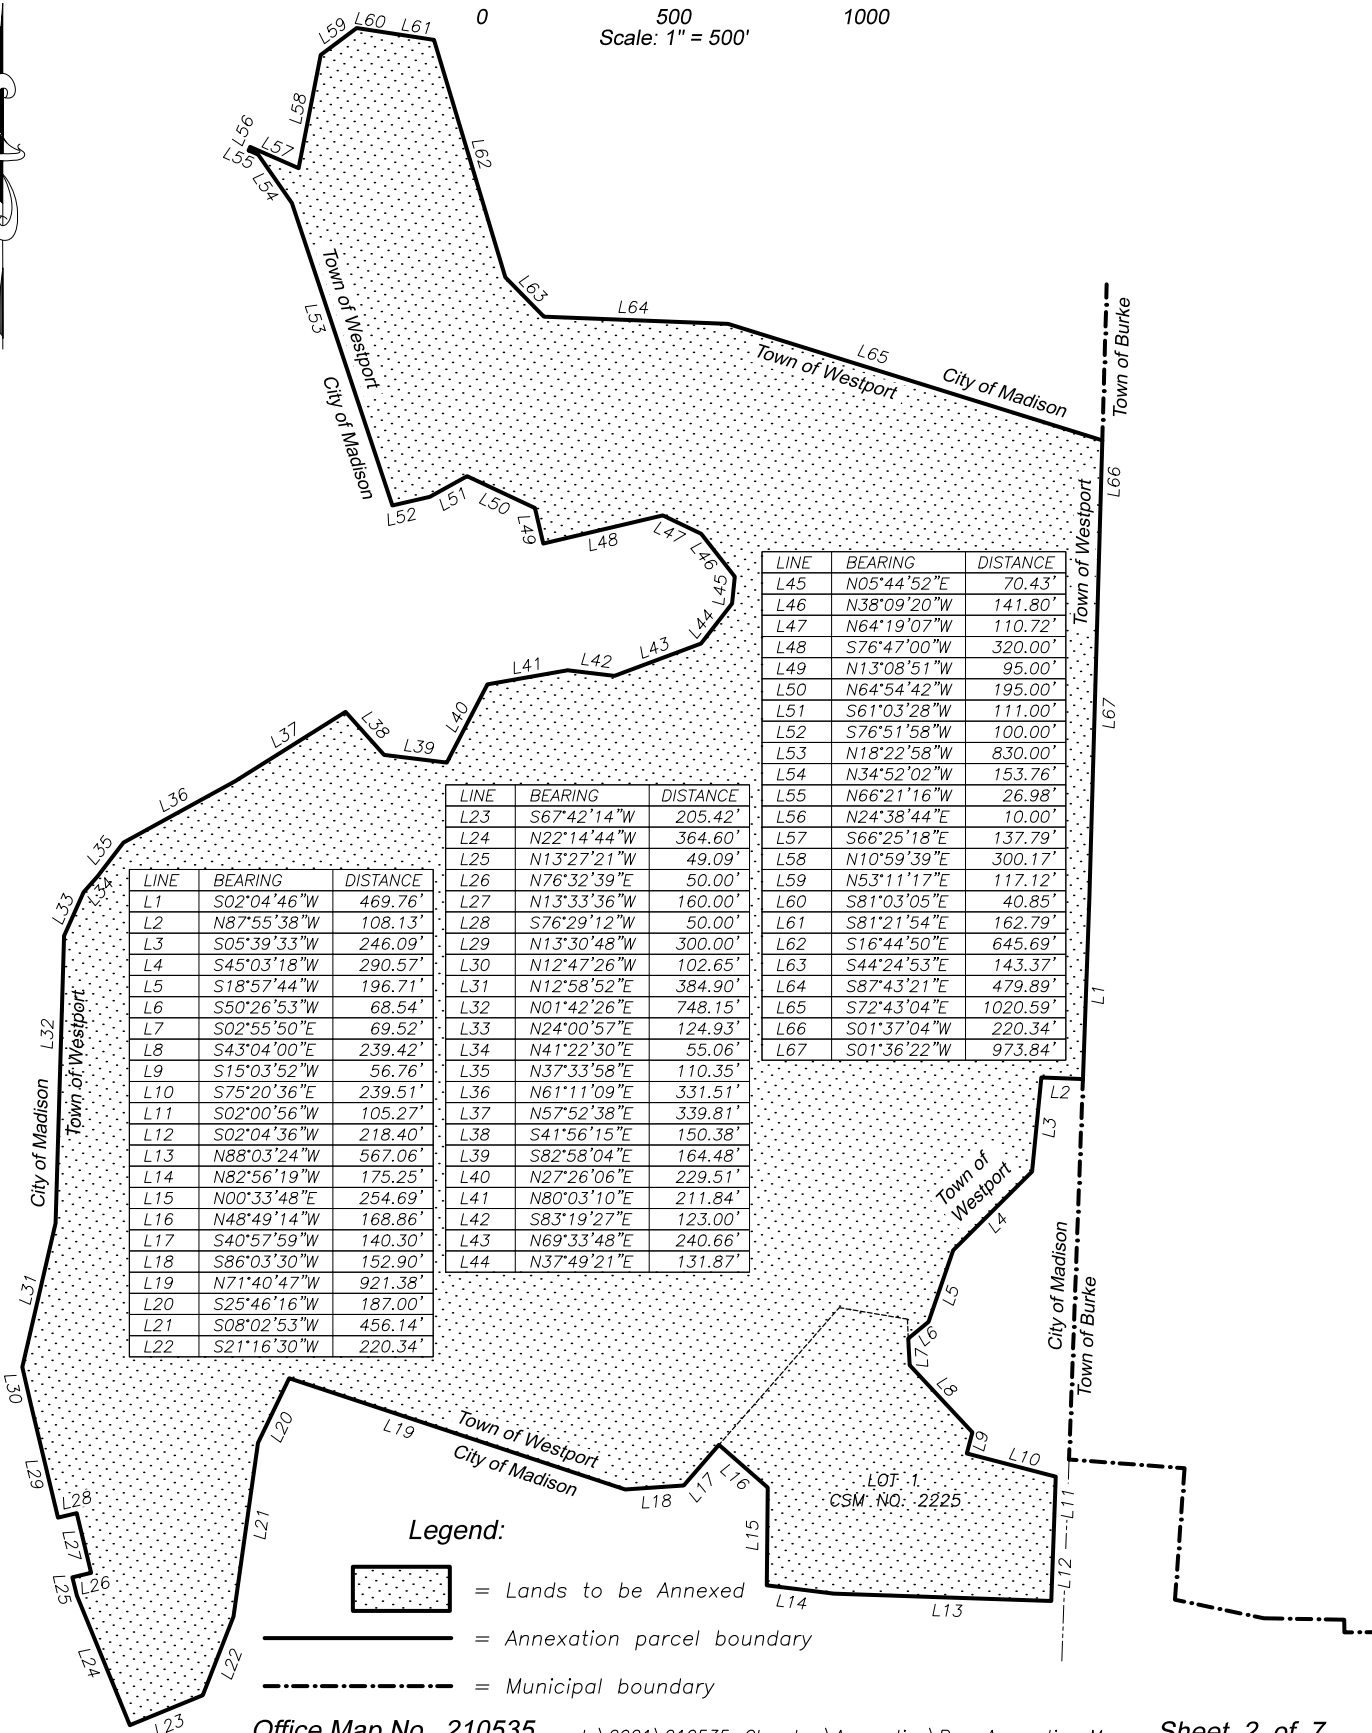 0 500 1000
Scale: 1" = 500'
L59
L60
L61
L58
L56
L57
L55
L54
L62
L53
Town of Westport
City of Madison
L63
L64
L65
Town of Westport
City of Madison
Town of Burke
L66
Town of Westport
L67
L52
L51
L50
L49
L48
L47
L46
L45
L44
L43
L42
L41
L40
L39
L38
L37
L36
L35
L34
L33
L32
City of Madison
Town of Westport
L31
L30
L29
L28
L27
L26
L25
L24
L23
L22
L21
L20
L19
Town of Westport
City of Madison
L18
L17
L16
L15
L14
L13
L12
L11
L10
L9
L8
L7
L6
L5
L4
L3
L2
L1
Town of
Westport
City of Madison
Town of Burke
LOT 1
CSM NO. 2225
LINE BEARING DISTANCE
L1 S02°04'46"W 469.76'
L2 N87°55'38"W 108.13'
L3 S05°39'33"W 246.09'
L4 S45°03'18"W 290.57'
L5 S18°57'44"W 196.71'
L6 S50°26'53"W 68.54'
L7 S02°55'50"E 69.52'
L8 S43°04'00"E 239.42'
L9 S15°03'52"W 56.76'
L10 S75°20'36"E 239.51'
L11 S02°00'56"W 105.27'
L12 S02°04'36"W 218.40'
L13 N88°03'24"W 567.06'
L14 N82°56'19"W 175.25'
L15 N00°33'48"E 254.69'
L16 N48°49'14"W 168.86'
L17 S40°57'59"W 140.30'
L18 S86°03'30"W 152.90'
L19 N71°40'47"W 921.38'
L20 S25°46'16"W 187.00'
L21 S08°02'53"W 456.14'
L22 S21°16'30"W 220.34'
LINE BEARING DISTANCE
L23 S67°42'14"W 205.42'
L24 N22°14'44"W 364.60'
L25 N13°27'21"W 49.09'
L26 N76°32'39"E 50.00'
L27 N13°33'36"W 160.00'
L28 S76°29'12"W 50.00'
L29 N13°30'48"W 300.00'
L30 N12°47'26"W 102.65'
L31 N12°58'52"E 384.90'
L32 N01°42'26"E 748.15'
L33 N24°00'57"E 124.93'
L34 N41°22'30"E 55.06'
L35 N37°33'58"E 110.35'
L36 N61°11'09"E 331.51'
L37 N57°52'38"E 339.81'
L38 S41°56'15"E 150.38'
L39 S82°58'04"E 164.48'
L40 N27°26'06"E 229.51'
L41 N80°03'10"E 211.84'
L42 S83°19'27"E 123.00'
L43 N69°33'48"E 240.66'
L44 N37°49'21"E 131.87'
LINE BEARING DISTANCE
L45 N05°44'52"E 70.43'
L46 N38°09'20"W 141.80'
L47 N64°19'07"W 110.72'
L48 S76°47'00"W 320.00'
L49 N13°08'51"W 95.00'
L50 N64°54'42"W 195.00'
L51 S61°03'28"W 111.00'
L52 S76°51'58"W 100.00'
L53 N18°22'58"W 830.00'
L54 N34°52'02"W 153.76'
L55 N66°21'16"W 26.98'
L56 N24°38'44"E 10.00'
L57 S66°25'18"E 137.79'
L58 N10°59'39"E 300.17'
L59 N53°11'17"E 117.12'
L60 S81°03'05"E 40.85'
L61 S81°21'54"E 162.79'
L62 S16°44'50"E 645.69'
L63 S44°24'53"E 143.37'
L64 S87°43'21"E 479.89'
L65 S72°43'04"E 1020.59'
L66 S01°37'04"W 220.34'
L67 S01°36'22"W 973.84'
Legend:
= Lands to be Annexed
= Annexation parcel boundary
= Municipal boundary
Office Map No. 210535
Sheet 2 of 7